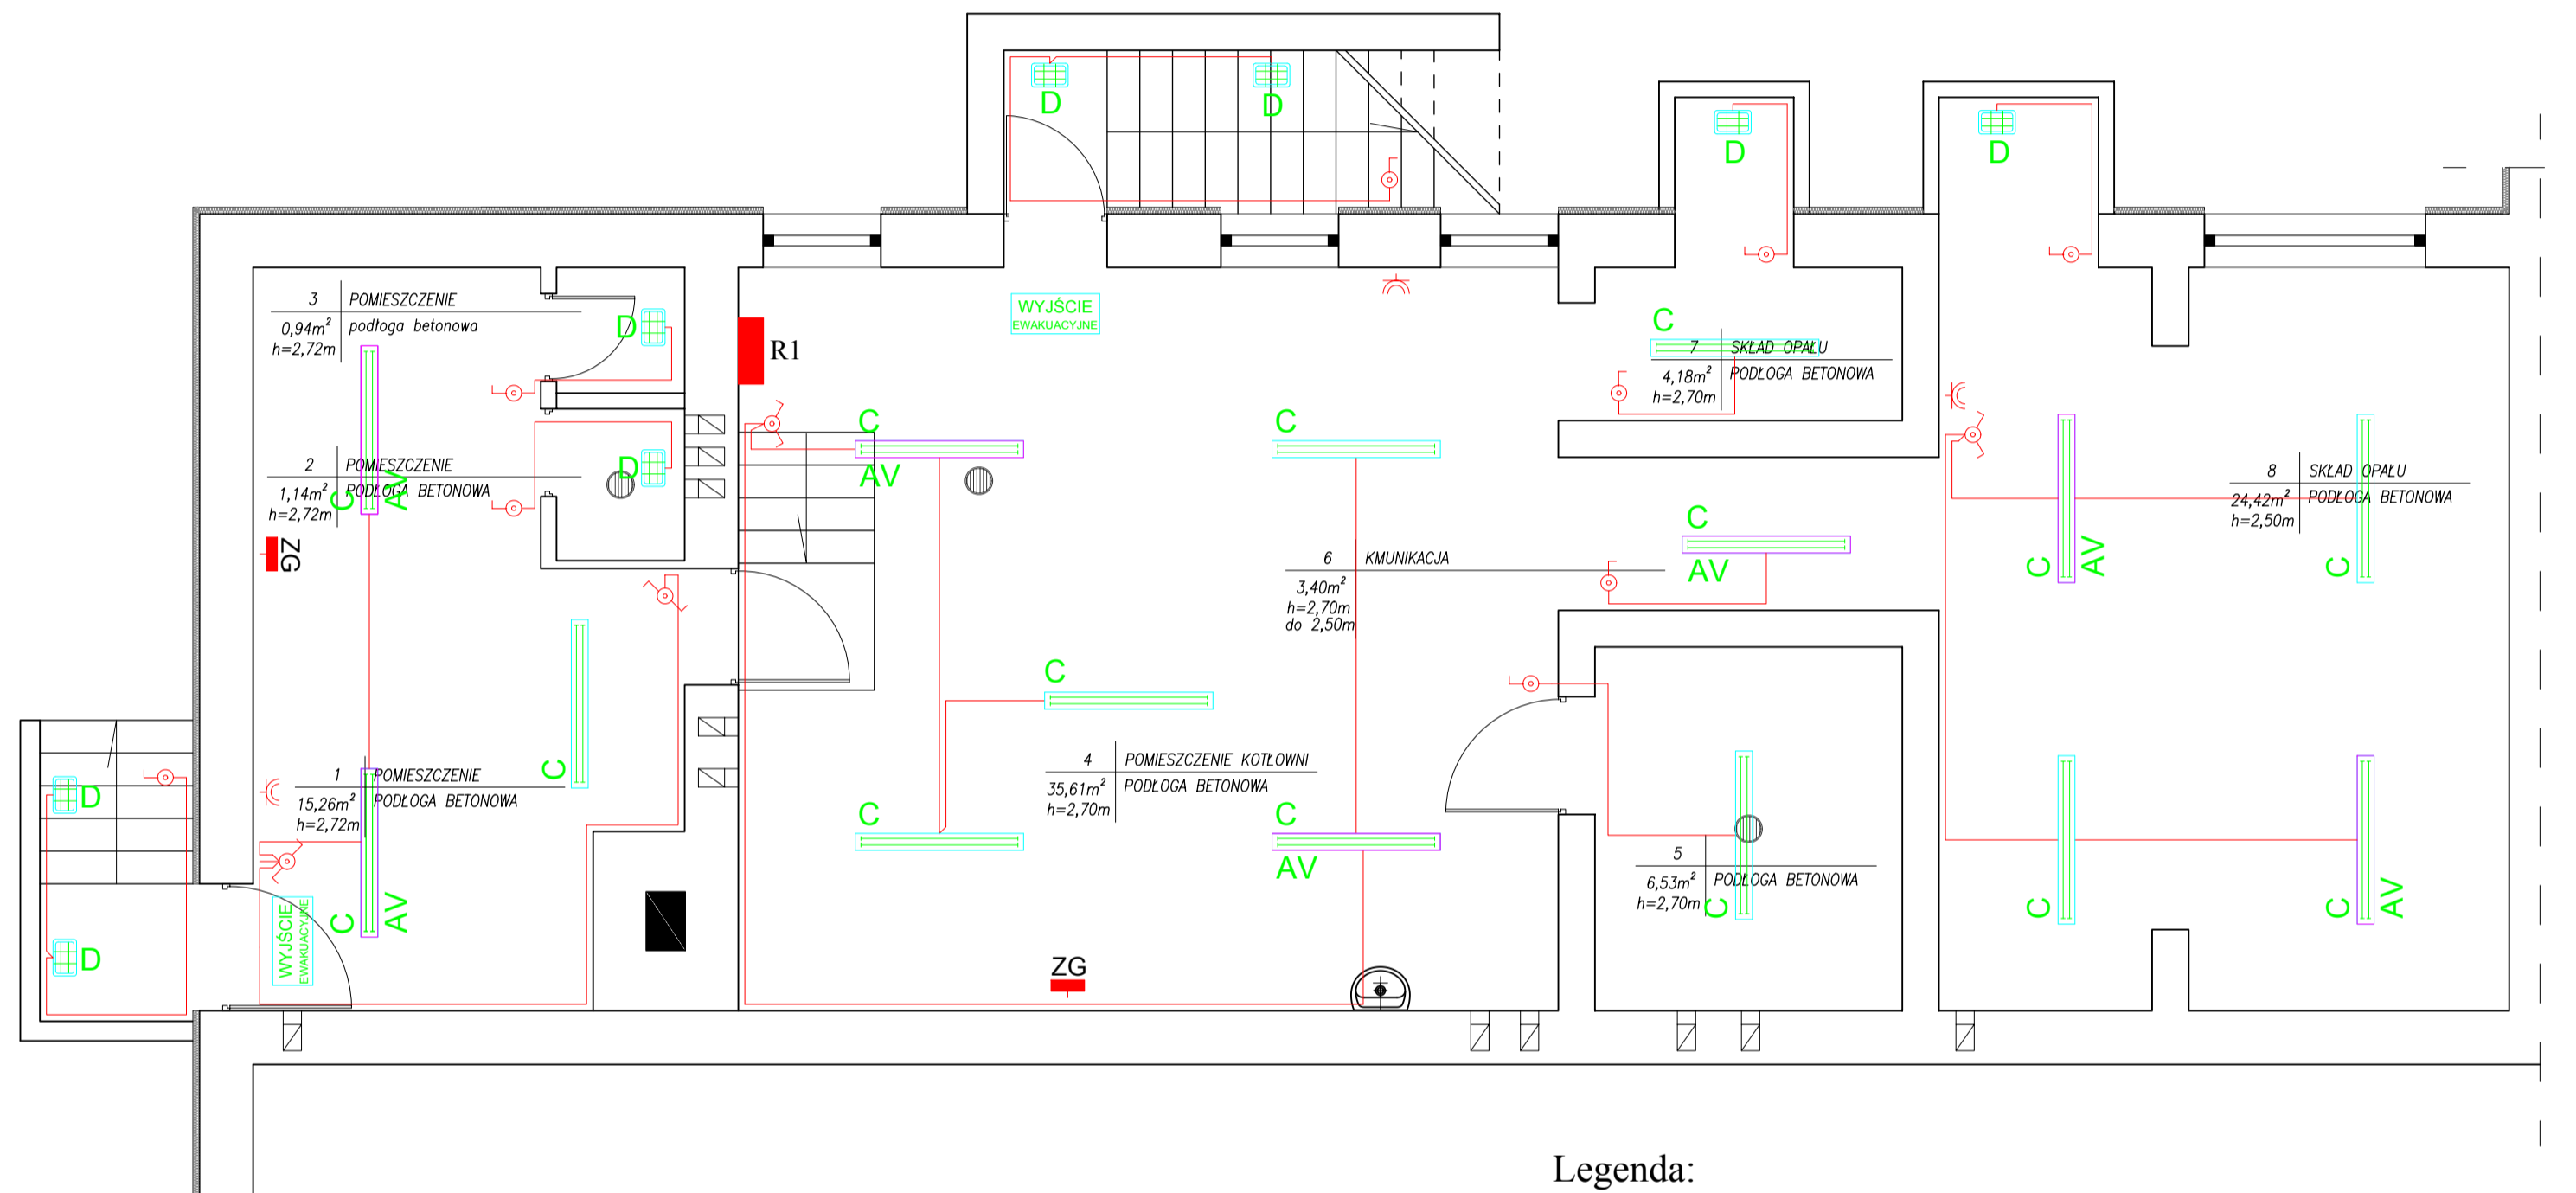 D
D
D
D
3 POMIESZCZENIE
0,94m² podłoga betonowa
h=2,72m
D
WYJŚCIE
EWAKUACYJNE
R1
C
7 SKŁAD OPAŁU
4,18m² PODŁOGA BETONOWA
h=2,70m
2 POMIESZCZENIE
1,14m² PODŁOGA BETONOWA
h=2,72m
C
AV
D
C
AV
C
8 SKŁAD OPAŁU
24,42m² PODŁOGA BETONOWA
h=2,50m
C
AV
C
ZG
C
AV
6 KMUNIKACJA
3,40m²
h=2,70m
do 2,50m
C
C
4 POMIESZCZENIE KOTŁOWNI
35,61m² PODŁOGA BETONOWA
h=2,70m
D
1 POMIESZCZENIE
15,26m² PODŁOGA BETONOWA
h=2,72m
C
C
AV
5
6,53m² PODŁOGA BETONOWA
h=2,70m
C
C
C
AV
C
AV
WYJŚCIE
EWAKUACYJNE
D
ZG
Legenda: